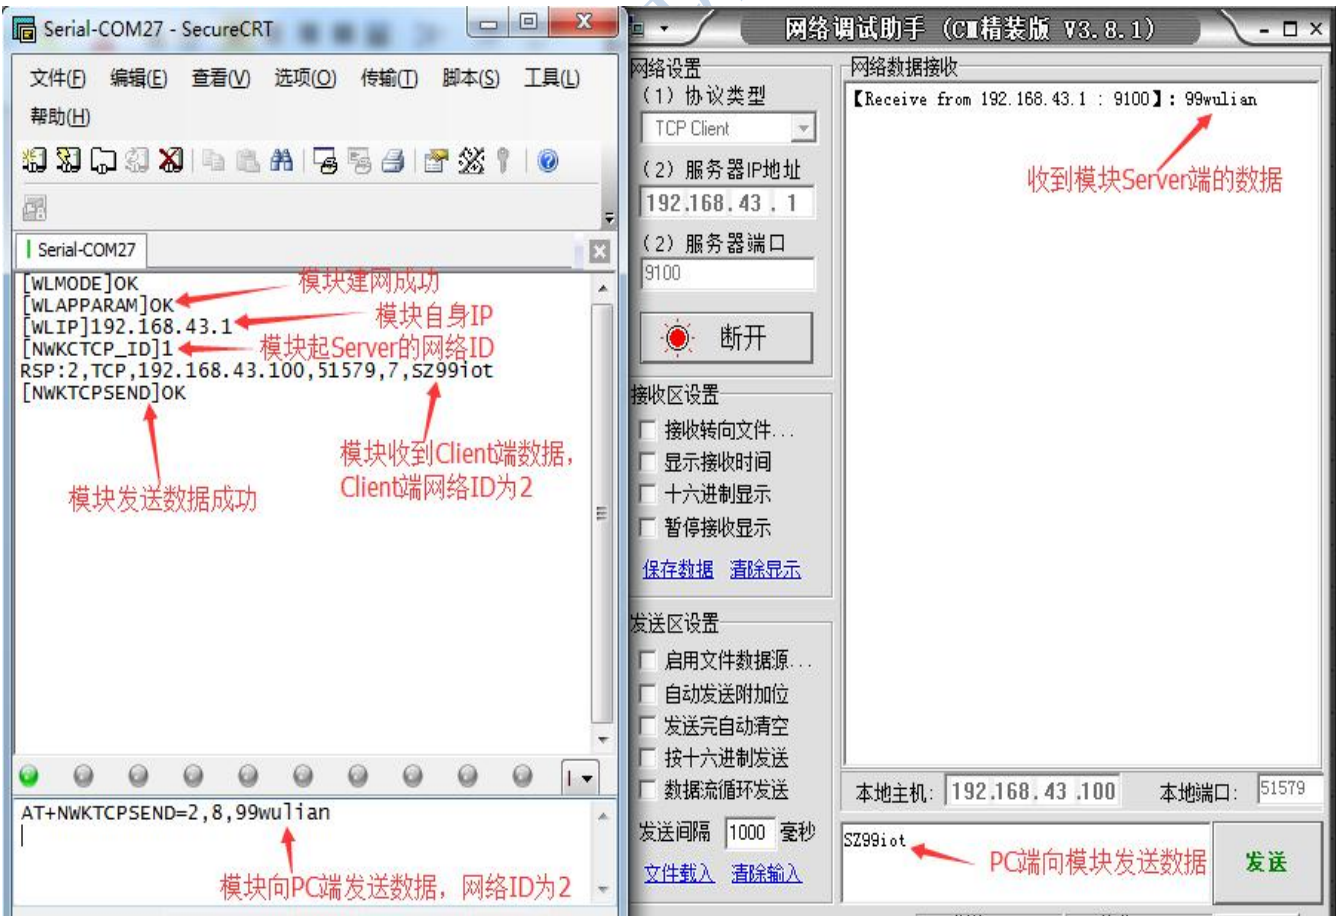 Serial-COM27 - SecureCRT
文件(F) 编辑(E) 查看(V) 选项(O) 传输(T) 脚本(S) 工具(L)
帮助(H)
Serial-COM27
[WLMODE]OK
模块建网成功
[WLAPPARAM]OK
模块自身IP
[WLIP]192.168.43.1
[NWKCTCP_ID]1
模块起Server的网络ID
RSP:2,TCP,192.168.43.100,51579,7,SZ99iot
[NWKTCPSEND]OK
模块收到Client端数据,
Client端网络ID为2
模块发送数据成功
AT+NWKTCPSEND=2,8,99wulian
模块向PC端发送数据, 网络ID为2
网络调试助手 (CM精装版 V3.8.1)
网络设置
(1) 协议类型
TCP Client
(2) 服务器IP地址
192.168.43.1
(2) 服务器端口
9100
断开
接收区设置
接收转向文件...
显示接收时间
十六进制显示
暂停接收显示
保存数据 清除显示
发送区设置
启用文件数据源...
自动发送附加位
发送完自动清空
按十六进制发送
数据流循环发送
发送间隔 1000 毫秒
文件载入 清除输入
网络数据接收
【Receive from 192.168.43.1 : 9100】: 99wulian
收到模块Server端的数据
本地主机: 192.168.43.100 本地端口: 51579
SZ99iot
PC端向模块发送数据
发送